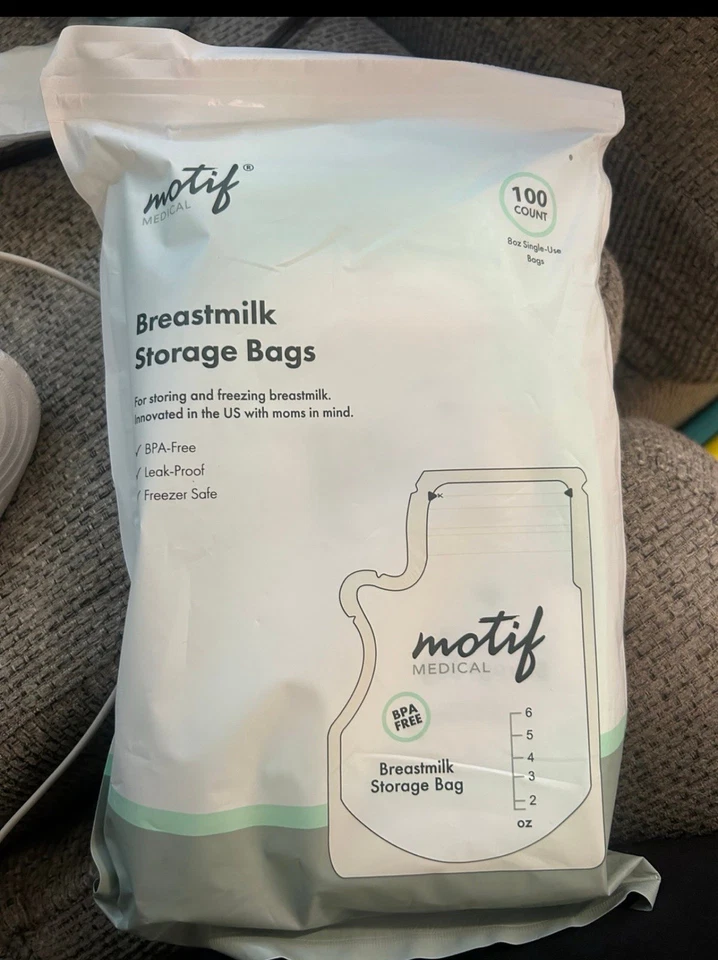 motif®
MEDICAL
100
COUNT
8oz Single-Use
Bags
Breastmilk
Storage Bags
For storing and freezing breastmilk.
Innovated in the US with moms in mind.
✓ BPA-Free
✓ Leak-Proof
✓ Freezer Safe
motif
MEDICAL
BPA
FREE
Breastmilk
Storage Bag
6
5
4
3
2
oz